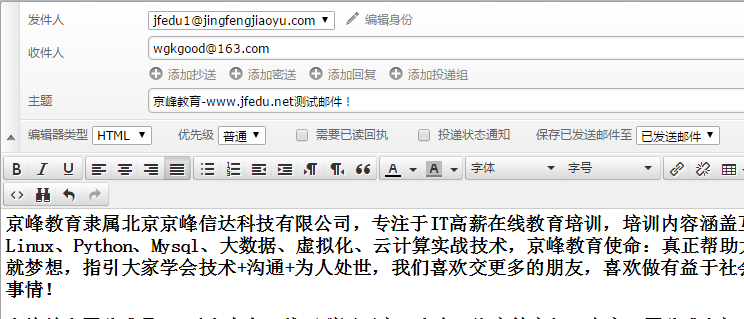 发件人 jfedu1@jingfengjiaoyu.com 编辑身份
收件人 wgkgood@163.com
添加抄送 添加密送 添加回复 添加投递组
主题 京峰教育-www.jfedu.net测试邮件!
编辑器类型 HTML 优先级 普通 需要已读回执 投递状态通知 保存已发送邮件至 已发送邮件
B I U A A 字体 字号
京峰教育隶属北京京峰信达科技有限公司，专注于IT高薪在线教育培训，培训内容涵盖
Linux、Python、Mysql、大数据、虚拟化、云计算实战技术，京峰教育使命：真正帮助
就梦想，指引大家学会技术+沟通+为人处世，我们喜欢交更多的朋友，喜欢做有益于社会
事情！